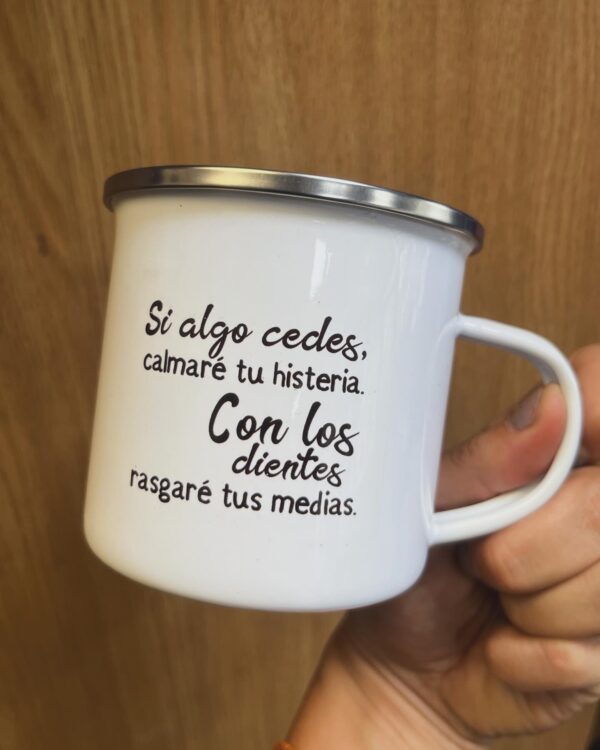 Si algo cedes,
calmaré tu histeria.
Con los
dientes
rasgaré tus medias.